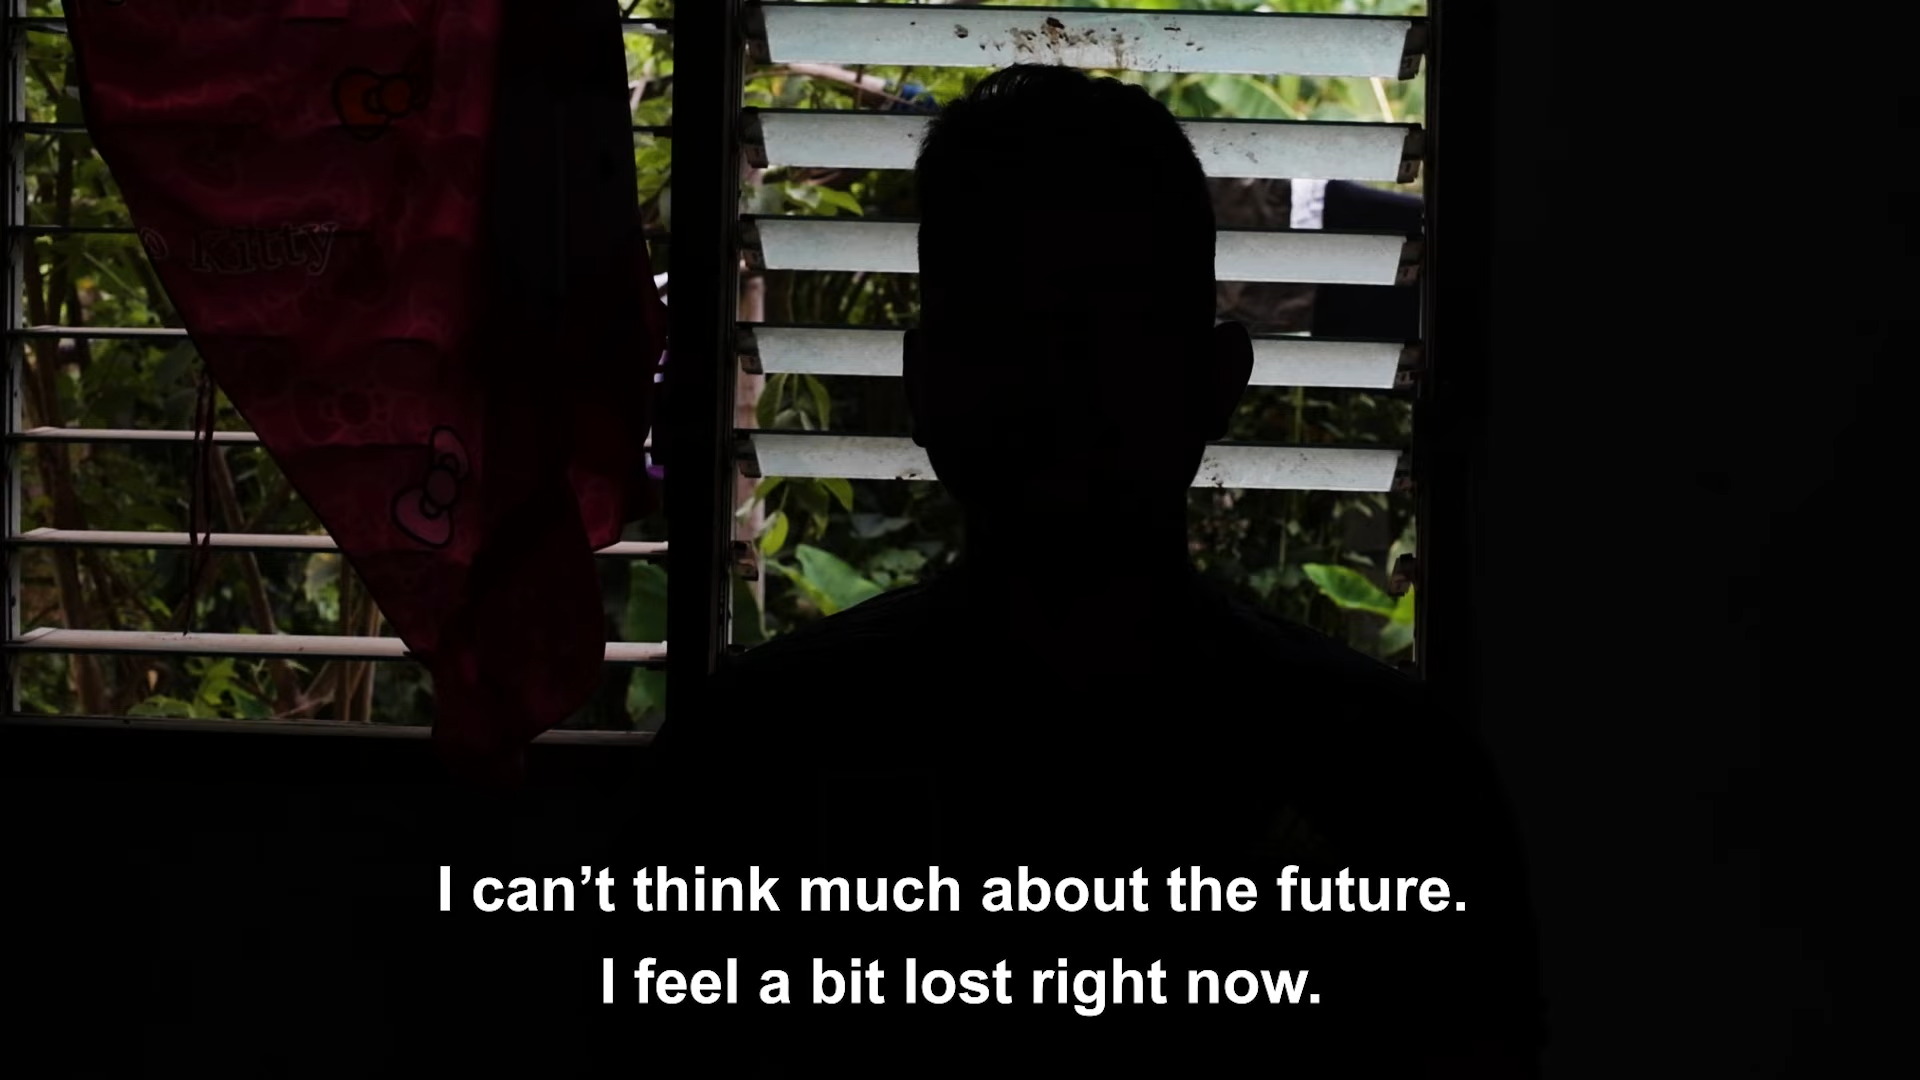 Kitty
I can’t think much about the future.
I feel a bit lost right now.